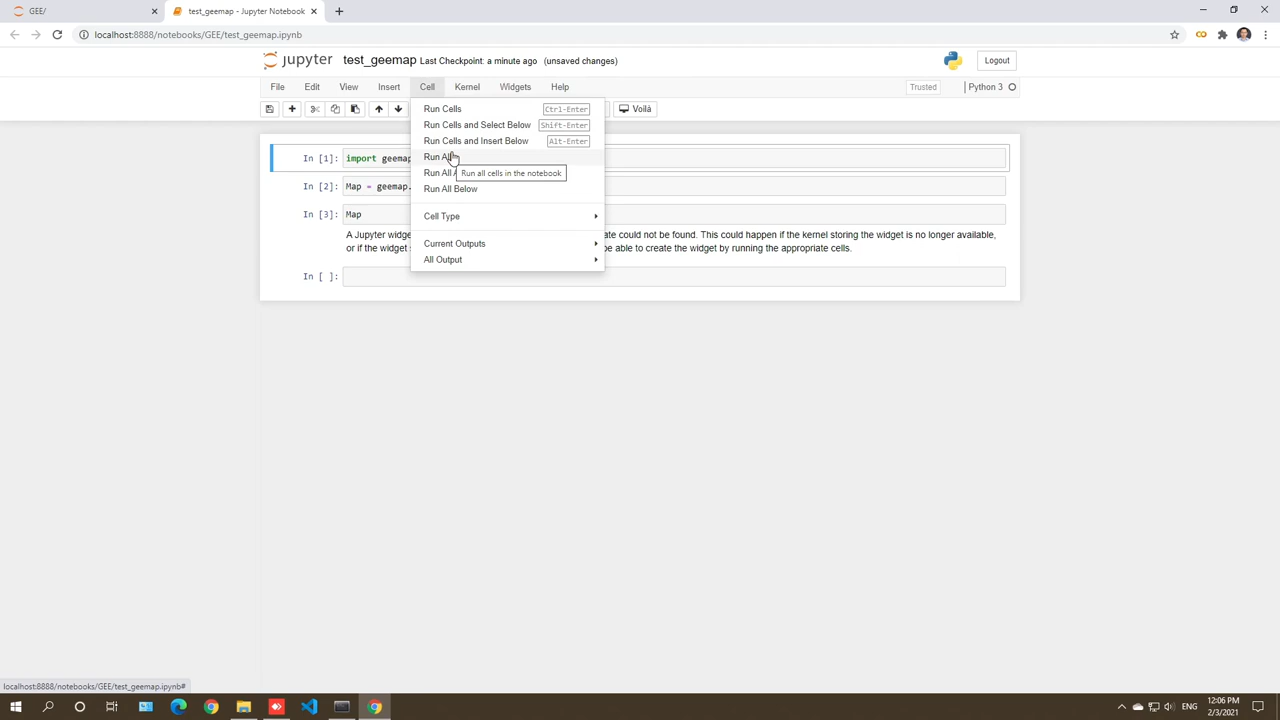 GEE/
test_geemap - Jupyter Notebook
localhost:8888/notebooks/GEE/test_geemap.ipynb
jupyter test_geemap Last Checkpoint: a minute ago (unsaved changes)
Logout
File Edit View Insert Cell Kernel Widgets Help
Trusted
Python 3
Voilà
Run Cells Ctrl-Enter
Run Cells and Select Below Shift-Enter
Run Cells and Insert Below Alt-Enter
Run All
Run all cells in the notebook
Run All
Run All Below
Cell Type
Current Outputs
All Output
In [1]: import geemap
In [2]: Map = geemap.
In [3]: Map
A Jupyter widge
ate could not be found. This could happen if the kernel storing the widget is no longer available,
or if the widget
be able to create the widget by running the appropriate cells.
In [ ]:
localhost:8888/notebooks/GEE/test_geemap.ipynb#
ENG
12:06 PM
2/3/2021